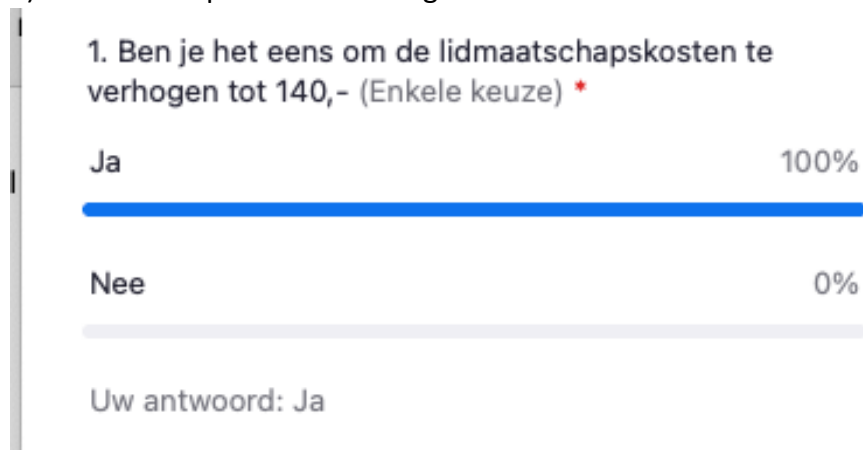 1. Ben je het eens om de lidmaatschapskosten te
verhogen tot 140,- (Enkele keuze) *
Ja 100%
Nee 0%
Uw antwoord: Ja